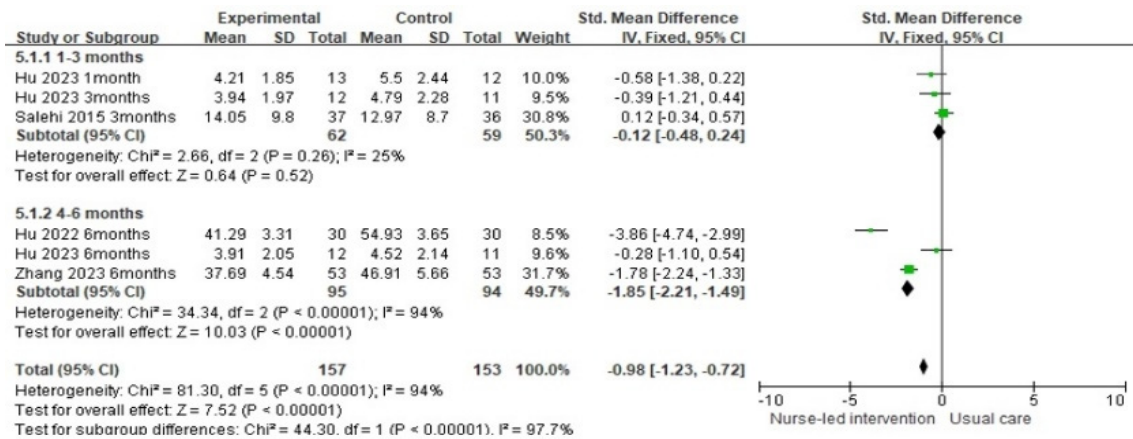 Experimental Control Std. Mean Difference Std. Mean Difference
Study or Subgroup Mean SD Total Mean SD Total Weight IV, Fixed, 95% CI IV, Fixed, 95% CI
5.1.1 1-3 months
Hu 2023 1month 4.21 1.85 13 5.5 2.44 12 10.0% -0.58 [-1.38, 0.22]
Hu 2023 3months 3.94 1.97 12 4.79 2.28 11 9.5% -0.39 [-1.21, 0.44]
Salehi 2015 3months 14.05 9.8 37 12.97 8.7 36 30.8% 0.12 [-0.34, 0.57]
Subtotal (95% CI) 62 59 50.3% -0.12 [-0.48, 0.24]
Heterogeneity: Chi² = 2.66, df = 2 (P = 0.26); I² = 25%
Test for overall effect: Z = 0.64 (P = 0.52)
5.1.2 4-6 months
Hu 2022 6months 41.29 3.31 30 54.93 3.65 30 8.5% -3.86 [-4.74, -2.99]
Hu 2023 6months 3.91 2.05 12 4.52 2.14 11 9.6% -0.28 [-1.10, 0.54]
Zhang 2023 6months 37.69 4.54 53 46.91 5.66 53 31.7% -1.78 [-2.24, -1.33]
Subtotal (95% CI) 95 94 49.7% -1.85 [-2.21, -1.49]
Heterogeneity: Chi² = 34.34, df = 2 (P < 0.00001); I² = 94%
Test for overall effect: Z = 10.03 (P < 0.00001)
Total (95% CI) 157 153 100.0% -0.98 [-1.23, -0.72]
Heterogeneity: Chi² = 81.30, df = 5 (P < 0.00001); I² = 94%
Test for overall effect: Z = 7.52 (P < 0.00001)
Test for subgroup differences: Chi² = 44.30, df = 1 (P < 0.00001), I² = 97.7%
-10 -5 0 5 10
Nurse-led intervention Usual care